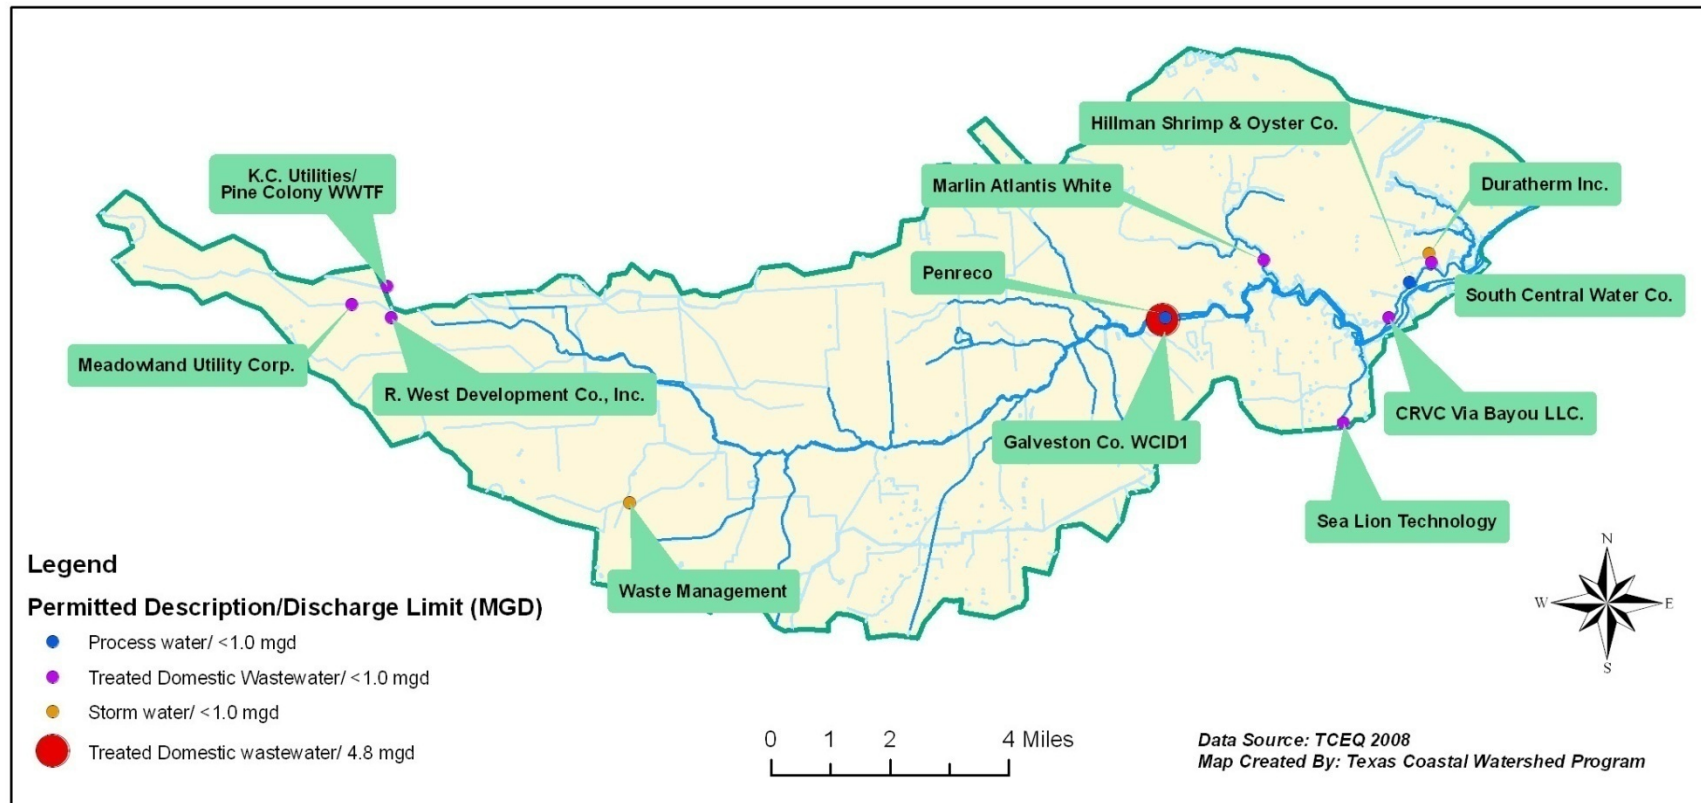 Hillman Shrimp & Oyster Co.
K.C. Utilities/
Pine Colony WWTF
Marlin Atlantis White
Duratherm Inc.
Penreco
South Central Water Co.
Meadowland Utility Corp.
R. West Development Co., Inc.
CRVC Via Bayou LLC.
Galveston Co. WCID1
Sea Lion Technology
Waste Management
N
W
E
S
Legend
Permitted Description/Discharge Limit (MGD)
Process water/ <1.0 mgd
Treated Domestic Wastewater/ <1.0 mgd
Storm water/ <1.0 mgd
Treated Domestic wastewater/ 4.8 mgd
0 1 2 4 Miles
Data Source: TCEQ 2008
Map Created By: Texas Coastal Watershed Program